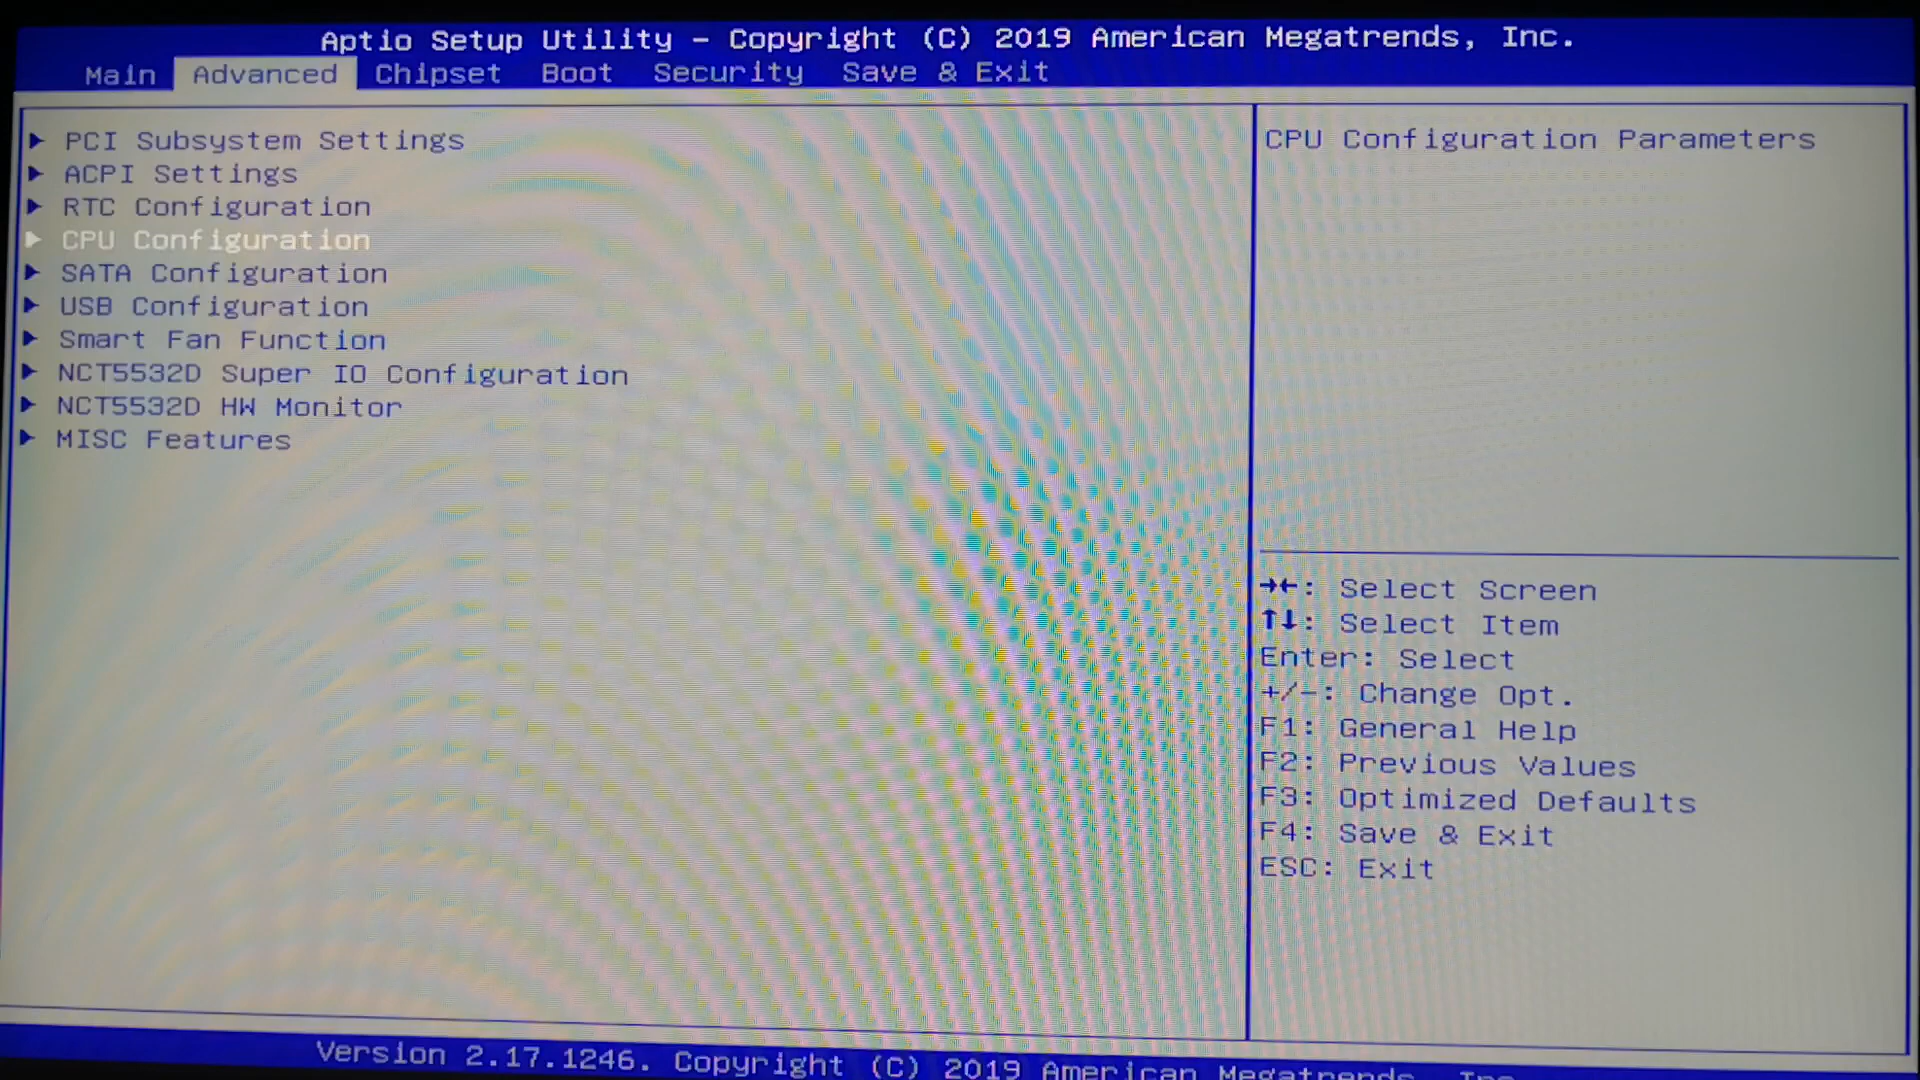 Aptio Setup Utility – Copyright (C) 2019 American Megatrends, Inc.
Main Advanced Chipset Boot Security Save & Exit
▶ PCI Subsystem Settings
▶ ACPI Settings
▶ RTC Configuration
▶ CPU Configuration
▶ SATA Configuration
▶ USB Configuration
▶ Smart Fan Function
▶ NCT5532D Super IO Configuration
▶ NCT5532D HW Monitor
▶ MISC Features
CPU Configuration Parameters
→←: Select Screen
↑↓: Select Item
Enter: Select
+/-: Change Opt.
F1: General Help
F2: Previous Values
F3: Optimized Defaults
F4: Save & Exit
ESC: Exit
Version 2.17.1246. Copyright (C) 2019 American Megatrends, Inc.